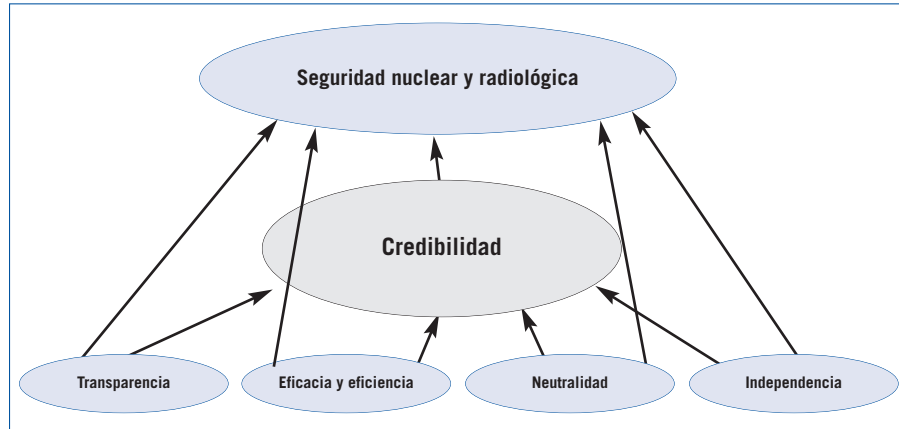 Seguridad nuclear y radiológica
Credibilidad
Transparencia
Eficacia y eficiencia
Neutralidad
Independencia